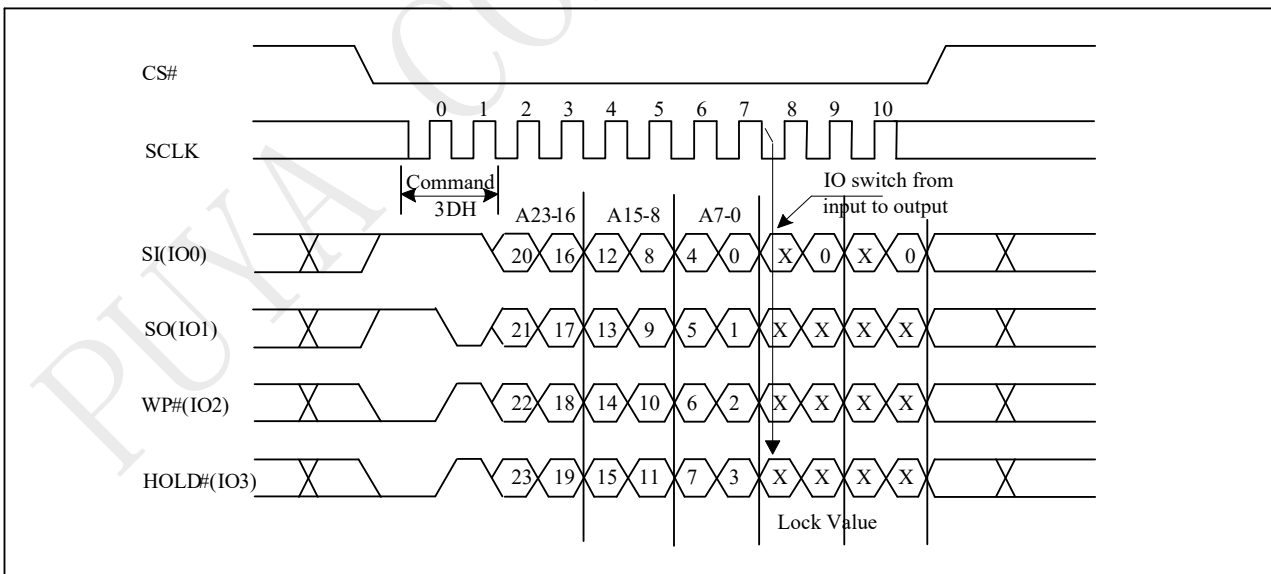 CS#
0 1 2 3 4 5 6 7 8 9 10
SCLK
Command
3DH
IO switch from
input to output
A23-16 A15-8 A7-0
SI(IO0) 20 16 12 8 4 0 X 0 X 0
SO(IO1) 21 17 13 9 5 1 X X X X
WP#(IO2) 22 18 14 10 6 2 X X X X
HOLD#(IO3) 23 19 15 11 7 3 X X X X
Lock Value
PUYA CO